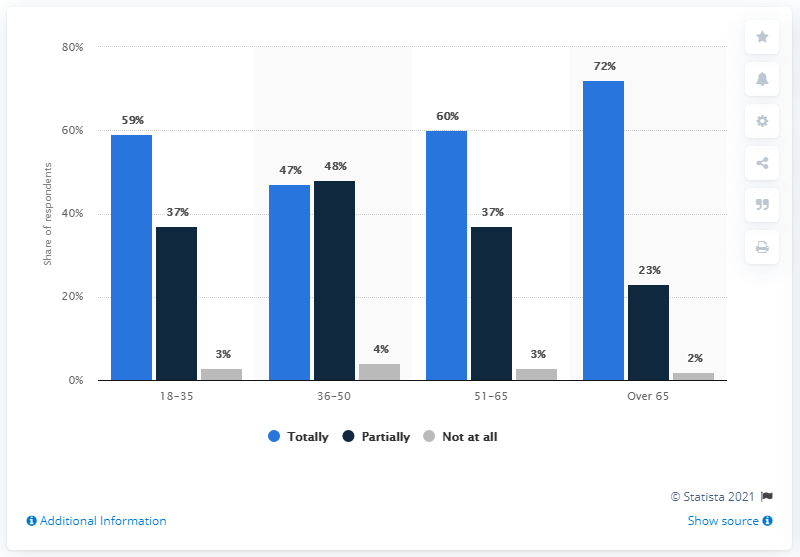 80%
60%
40%
20%
0%
Share of respondents
59%
37%
3%
47%
48%
4%
60%
37%
3%
72%
23%
2%
18–35
36–50
51–65
Over 65
Totally
Partially
Not at all
© Statista 2021
Additional Information
Show source